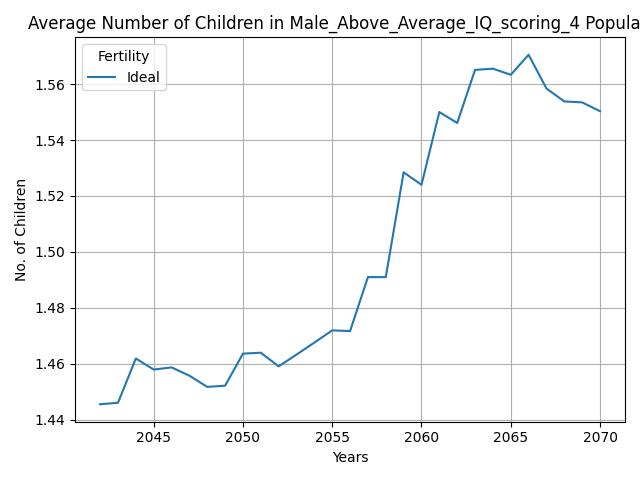 Average Number of Children in Male_Above_Average_IQ_scoring_4 Popula
Fertility
Ideal
1.56
1.54
1.52
1.50
1.48
1.46
1.44
No. of Children
2045 2050 2055 2060 2065 2070
Years